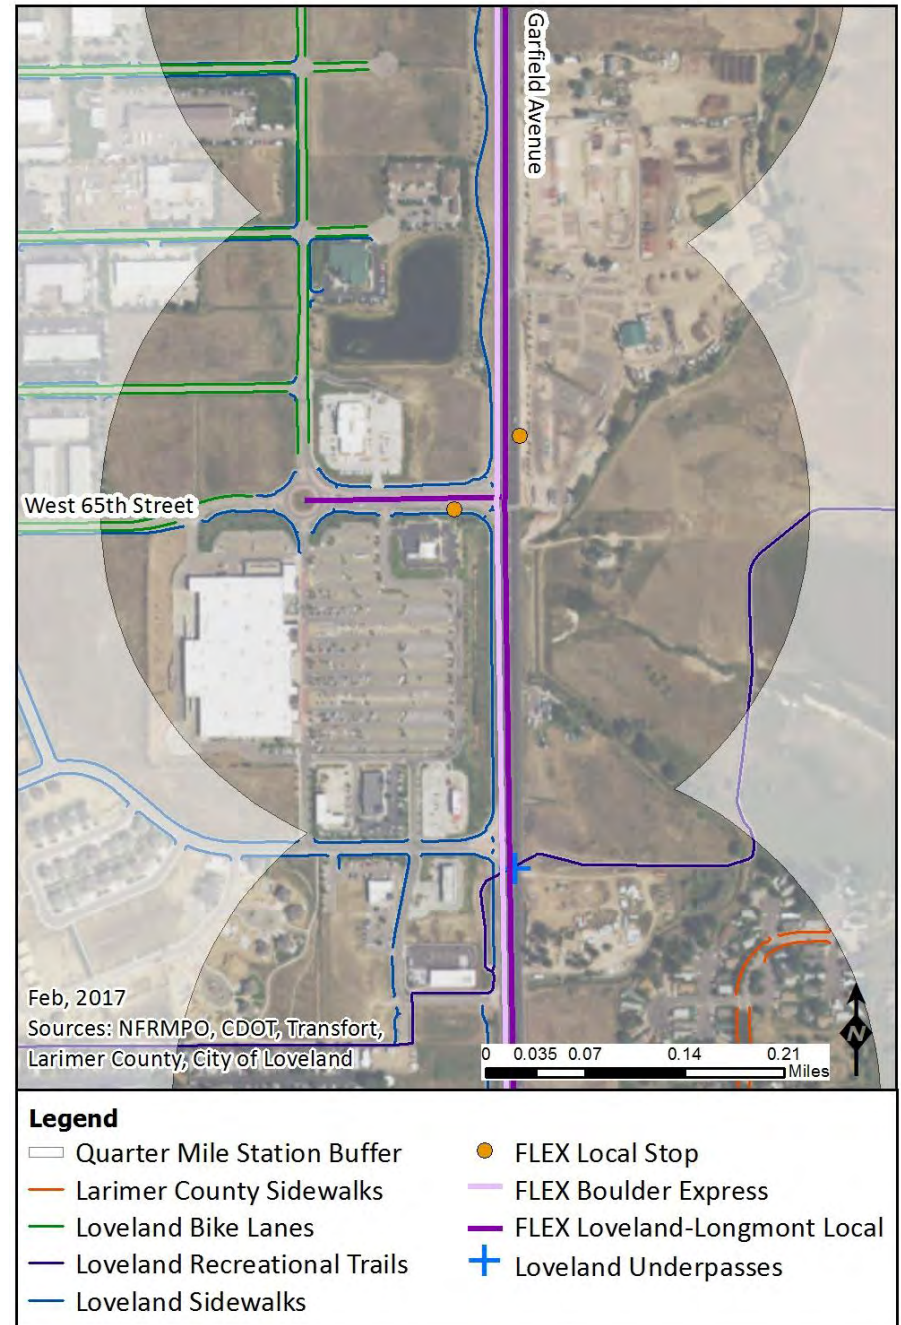 Garfield Avenue
West 65th Street
Feb, 2017
Sources: NFRMPO, CDOT, Transfort,
Larimer County, City of Loveland
N
0 0.035 0.07 0.14 0.21
Miles
Legend
Quarter Mile Station Buffer
Larimer County Sidewalks
Loveland Bike Lanes
Loveland Recreational Trails
Loveland Sidewalks
FLEX Local Stop
FLEX Boulder Express
FLEX Loveland-Longmont Local
Loveland Underpasses